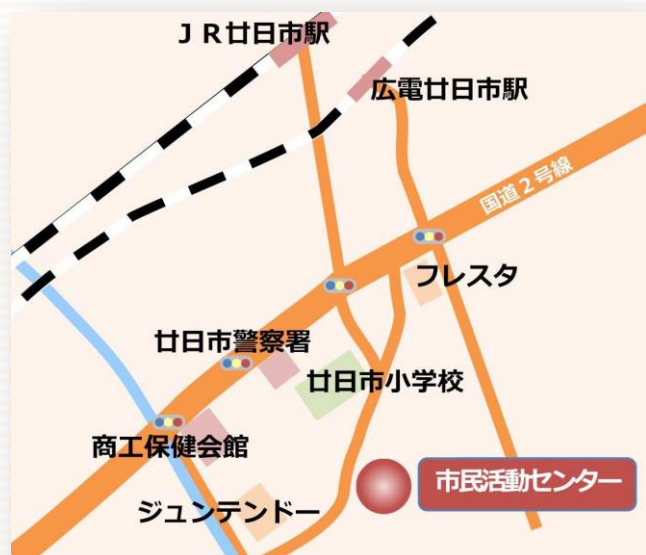 ＪＲ廿日市駅
広電廿日市駅
国道２号線
フレスタ
廿日市警察署
廿日市小学校
商工保健会館
市民活動センター
ジュンテンドー